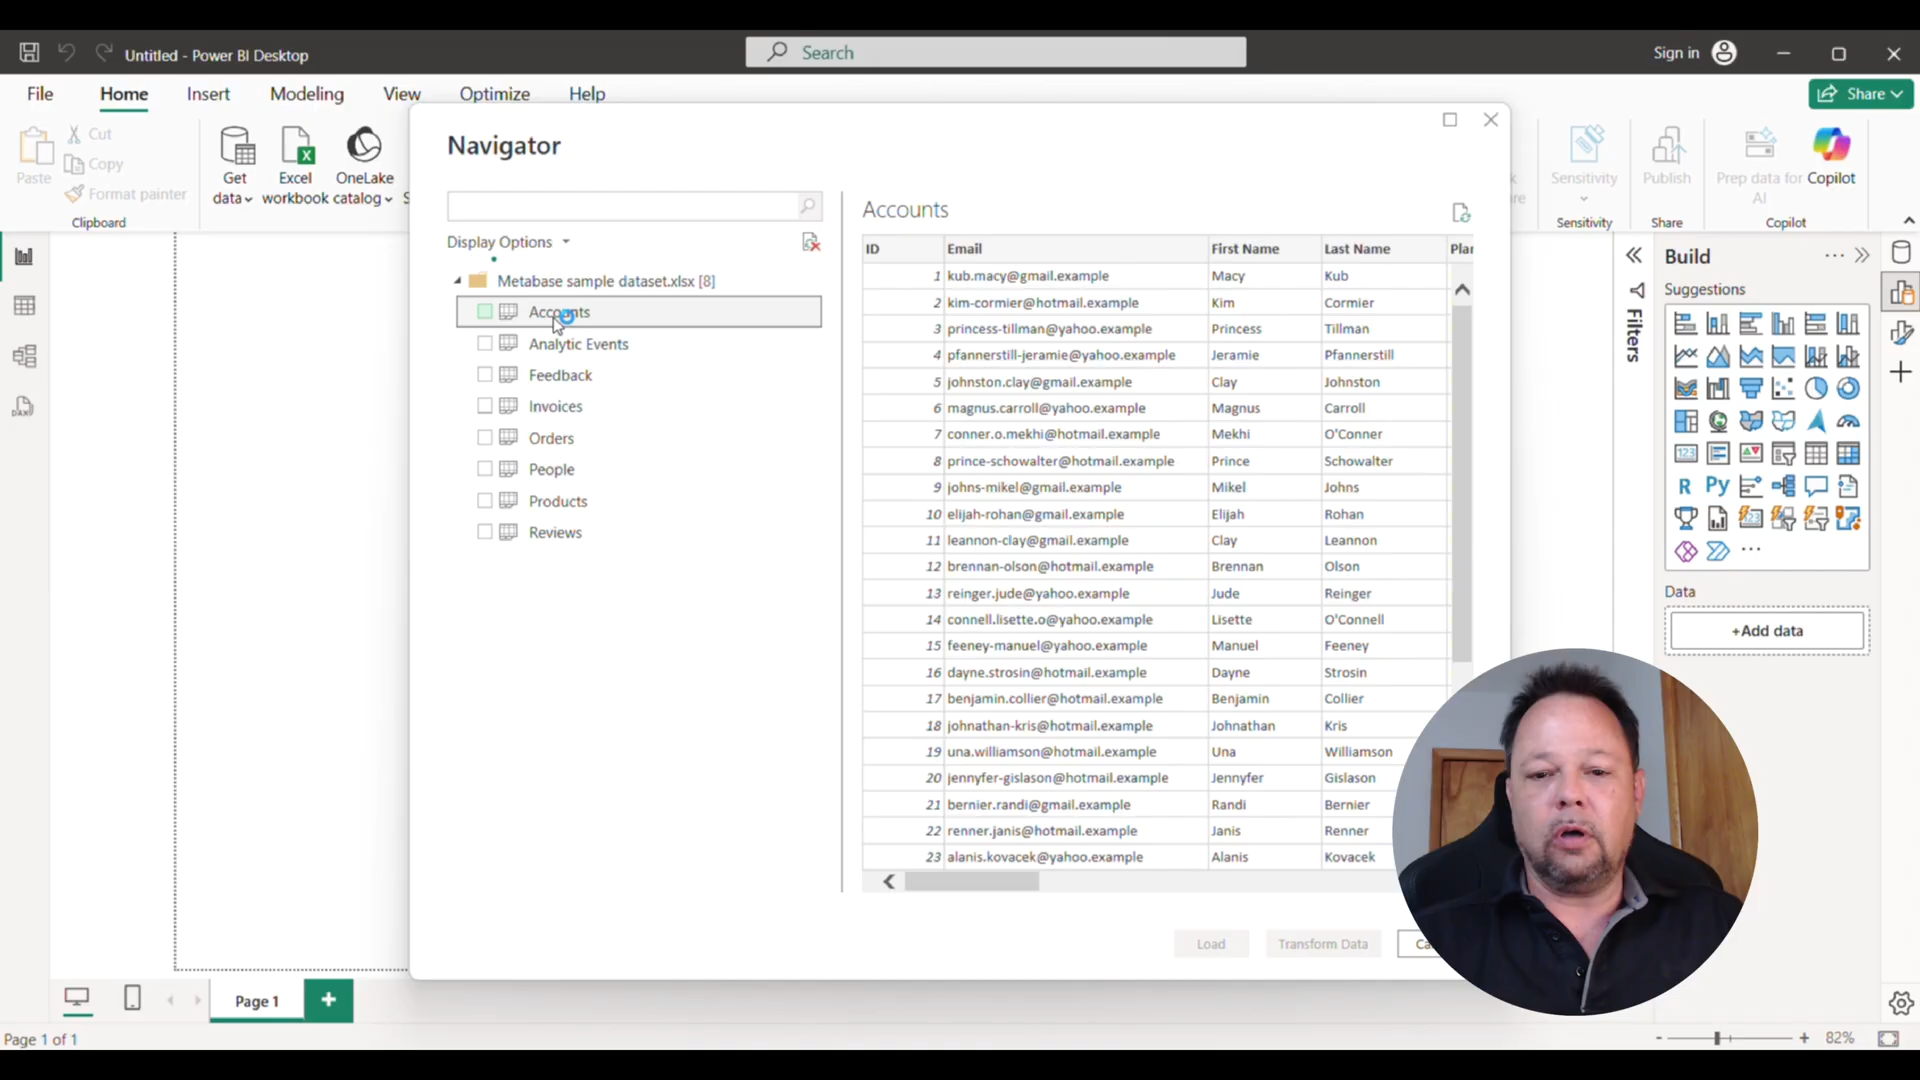 Untitled - Power BI Desktop
Search
Sign in
File
Home
Insert
Modeling
View
Optimize
Help
Share
Paste
Cut
Copy
Format painter
Clipboard
Get data
Excel workbook
OneLake catalog
Sensitivity
Sensitivity
Publish
Share
Prep data for AI
Copilot
Copilot
Navigator
Display Options
Metabase sample dataset.xlsx [8]
Accounts
Analytic Events
Feedback
Invoices
Orders
People
Products
Reviews
Accounts
ID Email First Name Last Name Plan
1 kub.macy@gmail.example Macy Kub
2 kim-cormier@hotmail.example Kim Cormier
3 princess-tillman@yahoo.example Princess Tillman
4 pfannerstill-jeramie@yahoo.example Jeramie Pfannerstill
5 johnston.clay@gmail.example Clay Johnston
6 magnus.carroll@yahoo.example Magnus Carroll
7 conner.o.mekhi@hotmail.example Mekhi O'Conner
8 prince-schowalter@hotmail.example Prince Schowalter
9 johns-mikel@gmail.example Mikel Johns
10 elijah-rohan@gmail.example Elijah Rohan
11 leannon-clay@gmail.example Clay Leannon
12 brennan-olson@hotmail.example Brennan Olson
13 reinger.jude@yahoo.example Jude Reinger
14 connell.lisette.o@yahoo.example Lisette O'Connell
15 feeney-manuel@yahoo.example Manuel Feeney
16 dayne.strosin@hotmail.example Dayne Strosin
17 benjamin.collier@hotmail.example Benjamin Collier
18 johnathan-kris@hotmail.example Johnathan Kris
19 una.williamson@hotmail.example Una Williamson
20 jennyfer-gislason@hotmail.example Jennyfer Gislason
21 bernier.randi@gmail.example Randi Bernier
22 renner.janis@hotmail.example Janis Renner
23 alanis.kovacek@yahoo.example Alanis Kovacek
Load
Transform Data
Ca
Filters
Build
Suggestions
123
R
Py
Data
+Add data
Page 1
Page 1 of 1
82%